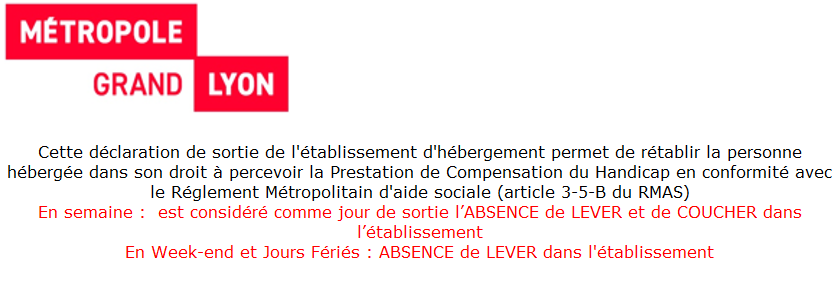 MÉTROPOLE
GRAND LYON
Cette déclaration de sortie de l'établissement d'hébergement permet de rétablir la personne
hébergée dans son droit à percevoir la Prestation de Compensation du Handicap en conformité avec
le Réglement Métropolitain d'aide sociale (article 3-5-B du RMAS)
En semaine :  est considéré comme jour de sortie l’ABSENCE de LEVER et de COUCHER dans
l’établissement
En Week-end et Jours Fériés : ABSENCE de LEVER dans l'établissement